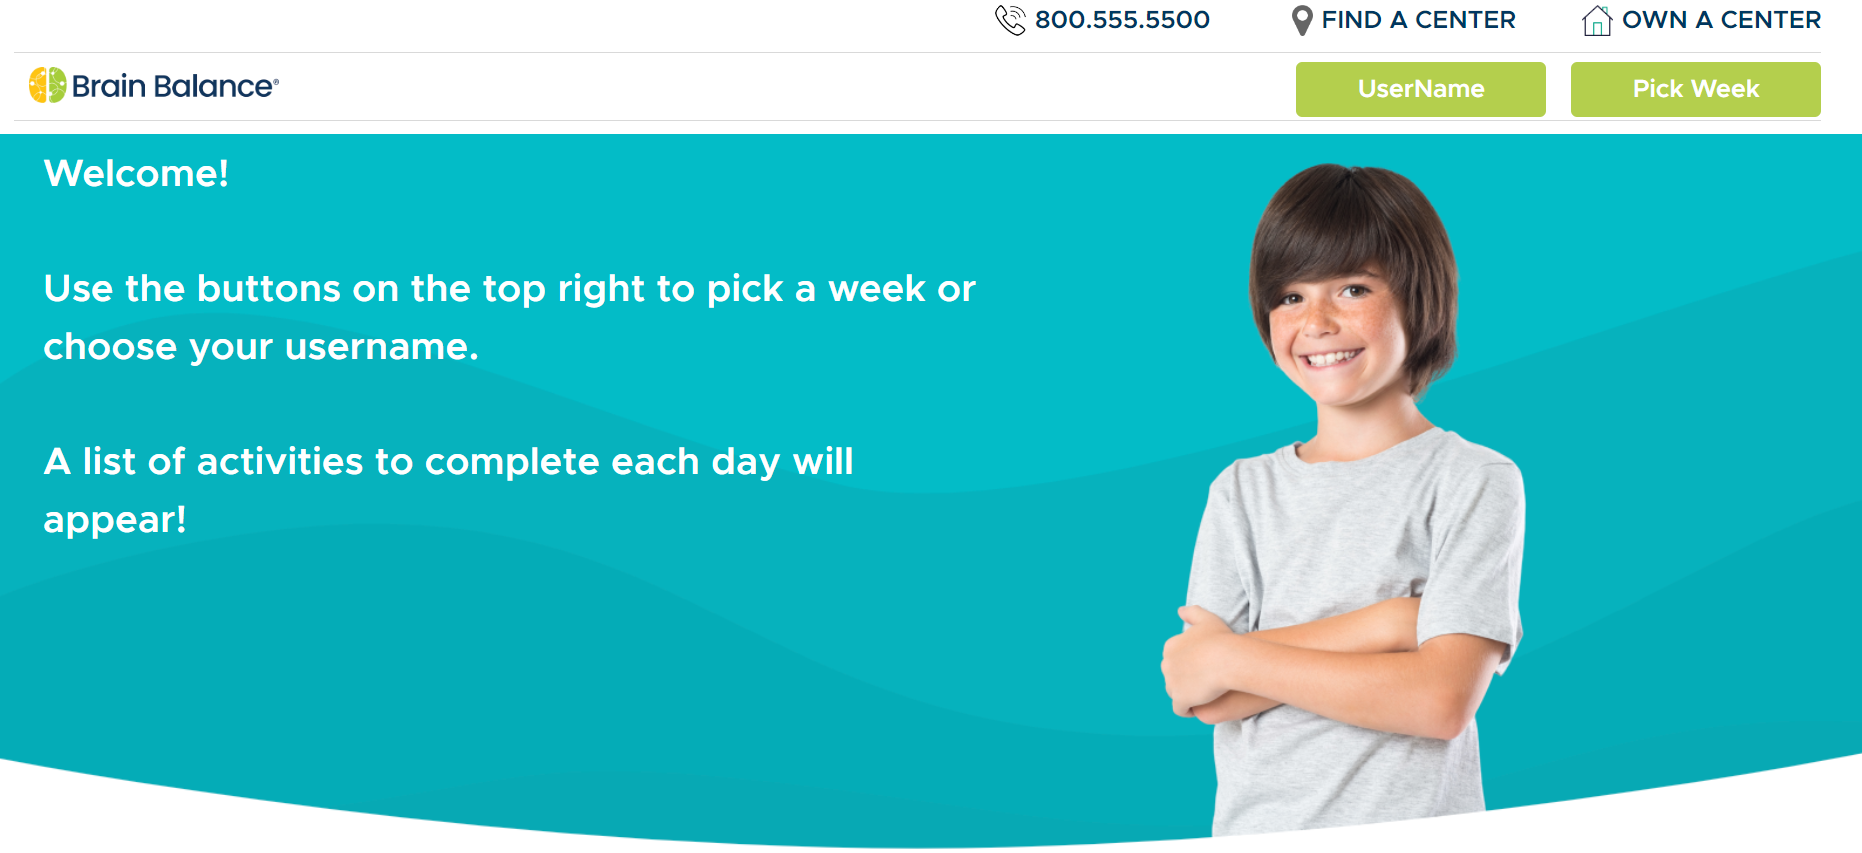 800.555.5500
FIND A CENTER
OWN A CENTER
Brain Balance®
UserName
Pick Week
Welcome!
Use the buttons on the top right to pick a week or
choose your username.
A list of activities to complete each day will
appear!